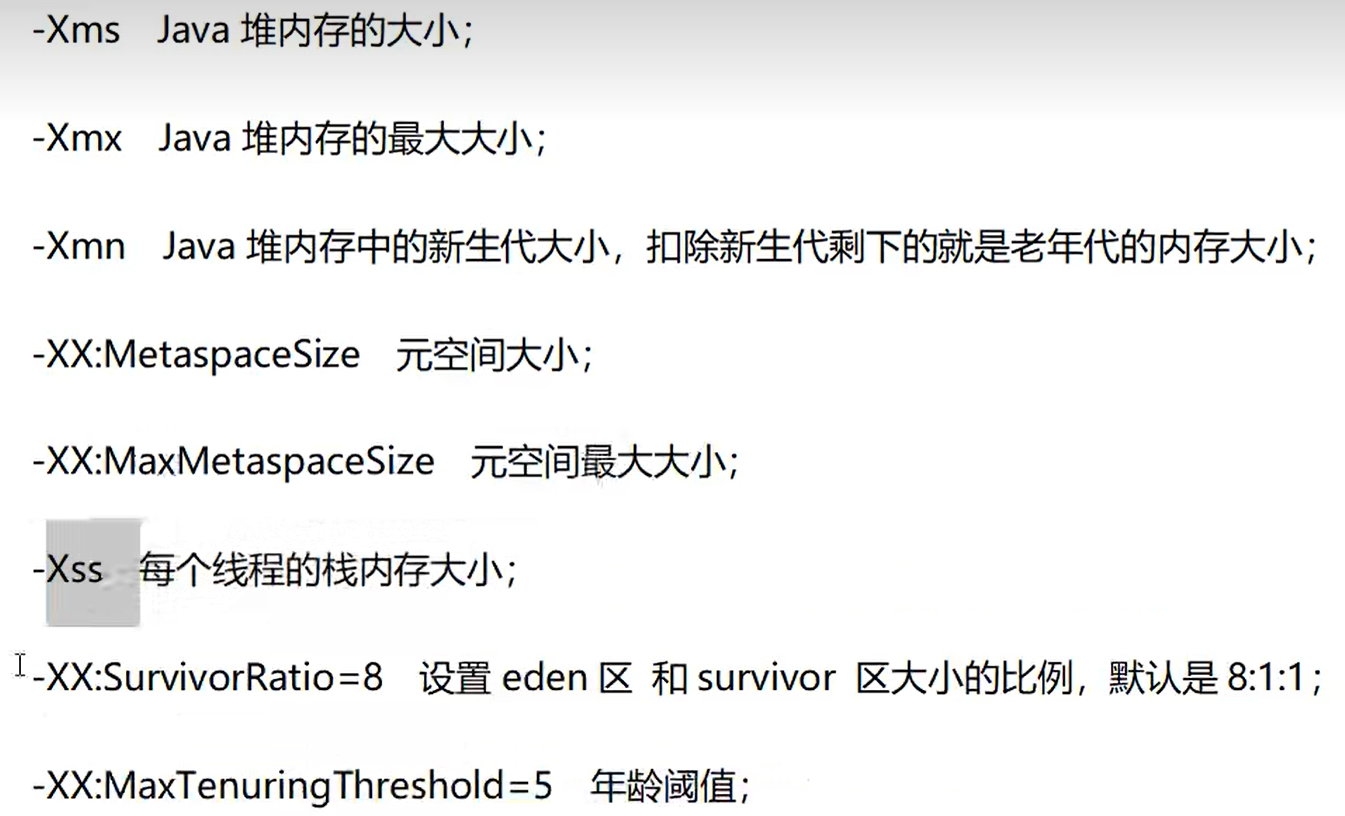 -Xms Java 堆内存的大小；
-Xmx Java 堆内存的最大大小；
-Xmn Java 堆内存中的新生代大小，扣除新生代剩下的就是老年代的内存大小；
-XX:MetaspaceSize 元空间大小；
-XX:MaxMetaspaceSize 元空间最大大小；
-Xss 每个线程的栈内存大小；
-XX:SurvivorRatio=8 设置 eden 区 和 survivor 区大小的比例，默认是 8:1:1；
-XX:MaxTenuringThreshold=5 年龄阈值；